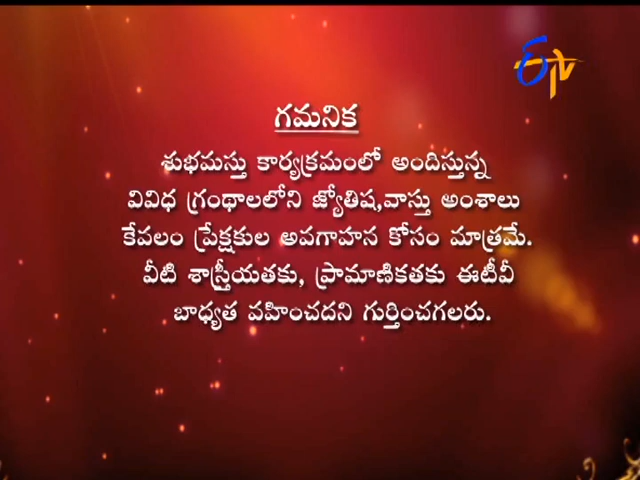 ETV
గమనిక
శుభమస్తు కార్యక్రమంలో అందిస్తున్న
వివిధ గ్రంథాలలోని జ్యోతిష,వాస్తు అంశాలు
కేవలం ప్రేక్షకుల అవగాహన కోసం మాత్రమే.
వీటి శాస్త్రీయతకు, ప్రామాణికతకు ఈటీవీ
బాధ్యత వహించదని గుర్తించగలరు.